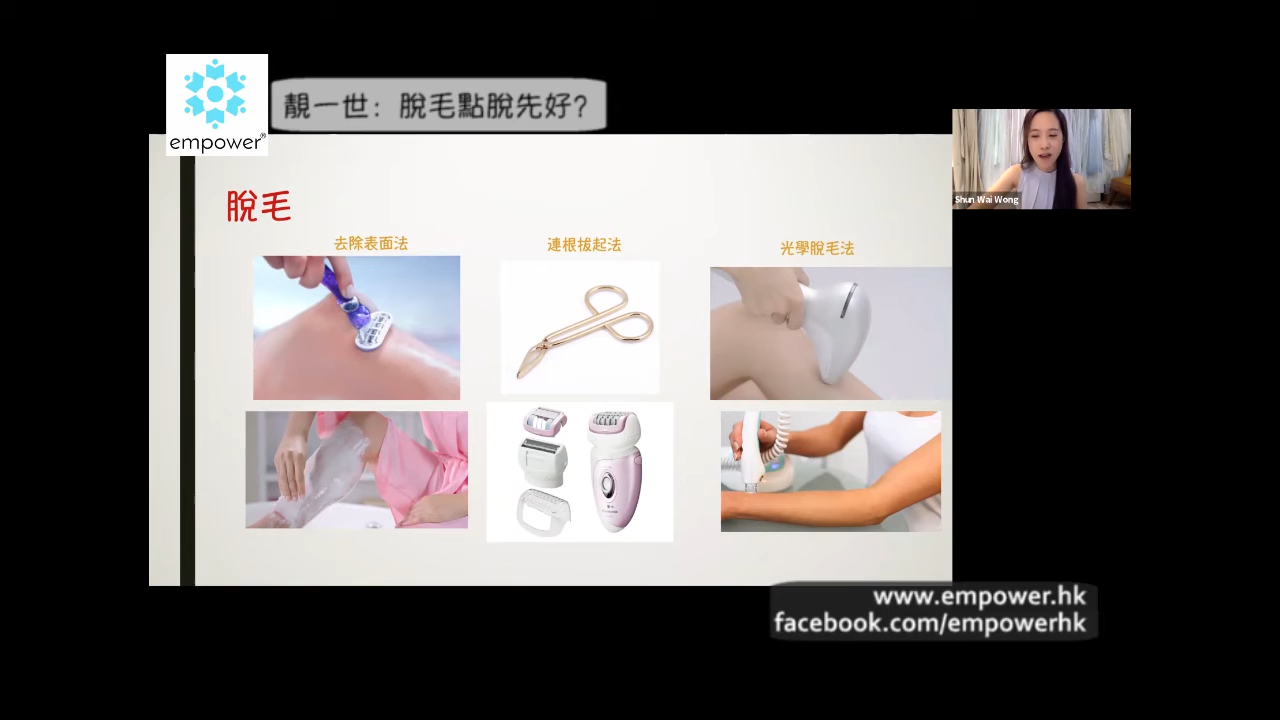 empower®
靚一世：脫毛點脫先好？
Shun Wai Wong
脫毛
去除表面法
連根拔起法
光學脫毛法
www.empower.hk
facebook.com/empowerhk